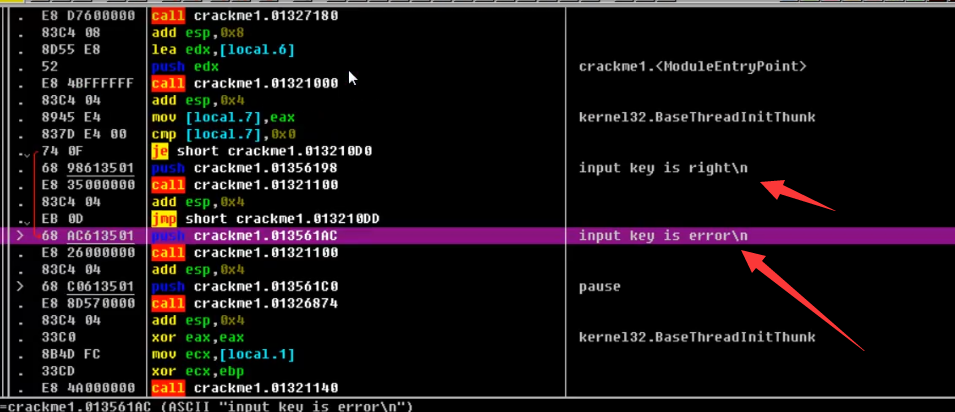 . E8 D7600000 call crackme1.01327180
. 83C4 08 add esp,0x8
. 8D55 E8 lea edx,[local.6]
. 52 push edx crackme1.<ModuleEntryPoint>
. E8 4BFFFFFF call crackme1.01321000
. 83C4 04 add esp,0x4
. 8945 E4 mov [local.7],eax kernel32.BaseThreadInitThunk
. 837D E4 00 cmp [local.7],0x0
. 74 0F je short crackme1.013210D0
. 68 98613501 push crackme1.01356198 input key is right\n
. E8 35000000 call crackme1.01321100
. 83C4 04 add esp,0x4
. EB 0D jmp short crackme1.013210DD
> 68 AC613501 push crackme1.013561AC input key is error\n
. E8 26000000 call crackme1.01321100
. 83C4 04 add esp,0x4
> 68 C0613501 push crackme1.013561C0 pause
. E8 8D570000 call crackme1.01326874
. 83C4 04 add esp,0x4
. 33C0 xor eax,eax kernel32.BaseThreadInitThunk
. 8B4D FC mov ecx,[local.1]
. 33CD xor ecx,ebp
. E8 4A000000 call crackme1.01321140
=crackme1.013561AC (ASCII "input key is error\n")